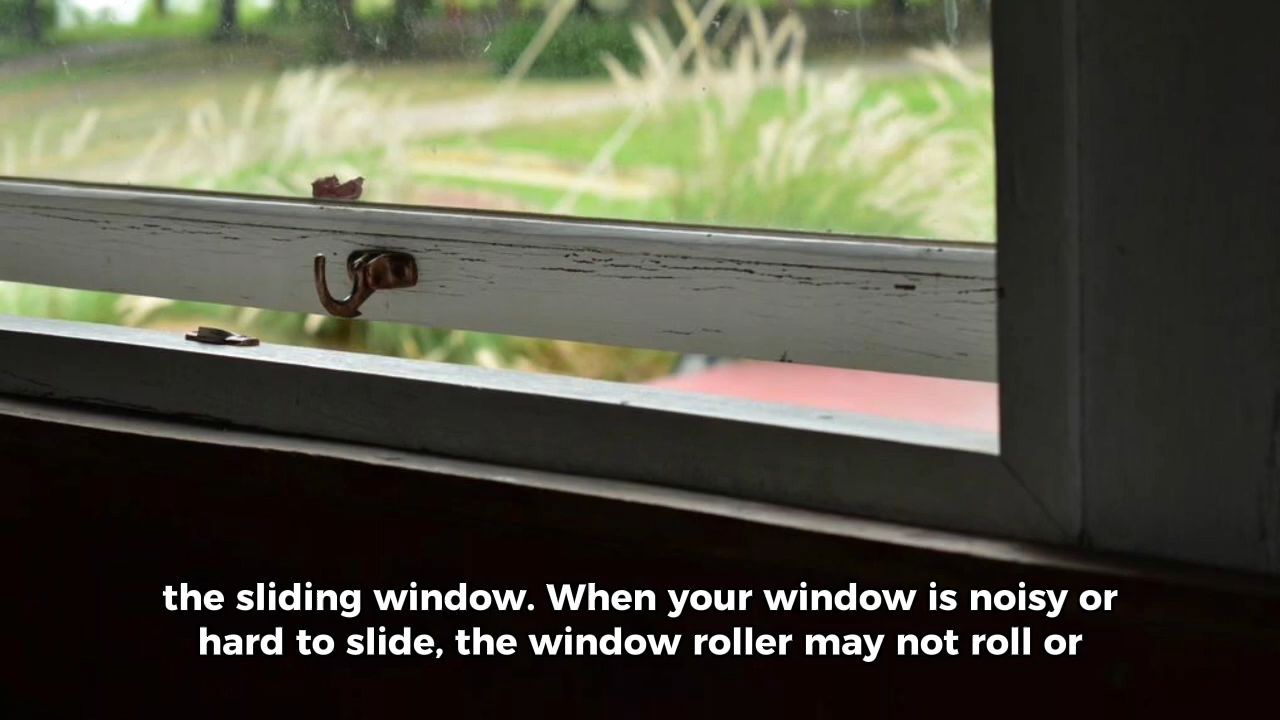 the sliding window. When your window is noisy or
hard to slide, the window roller may not roll or